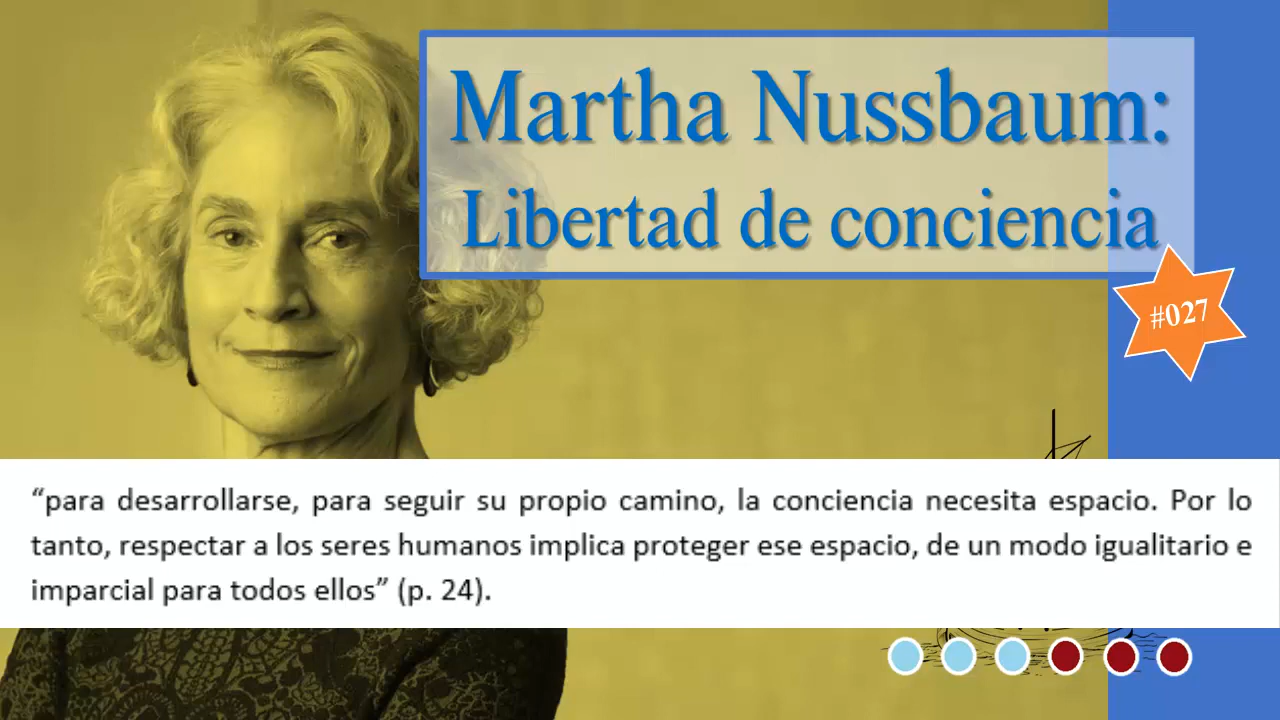 Martha Nussbaum:
Libertad de conciencia
#027
“para desarrollarse, para seguir su propio camino, la conciencia necesita espacio. Por lo
tanto, respectar a los seres humanos implica proteger ese espacio, de un modo igualitario e
imparcial para todos ellos” (p. 24).